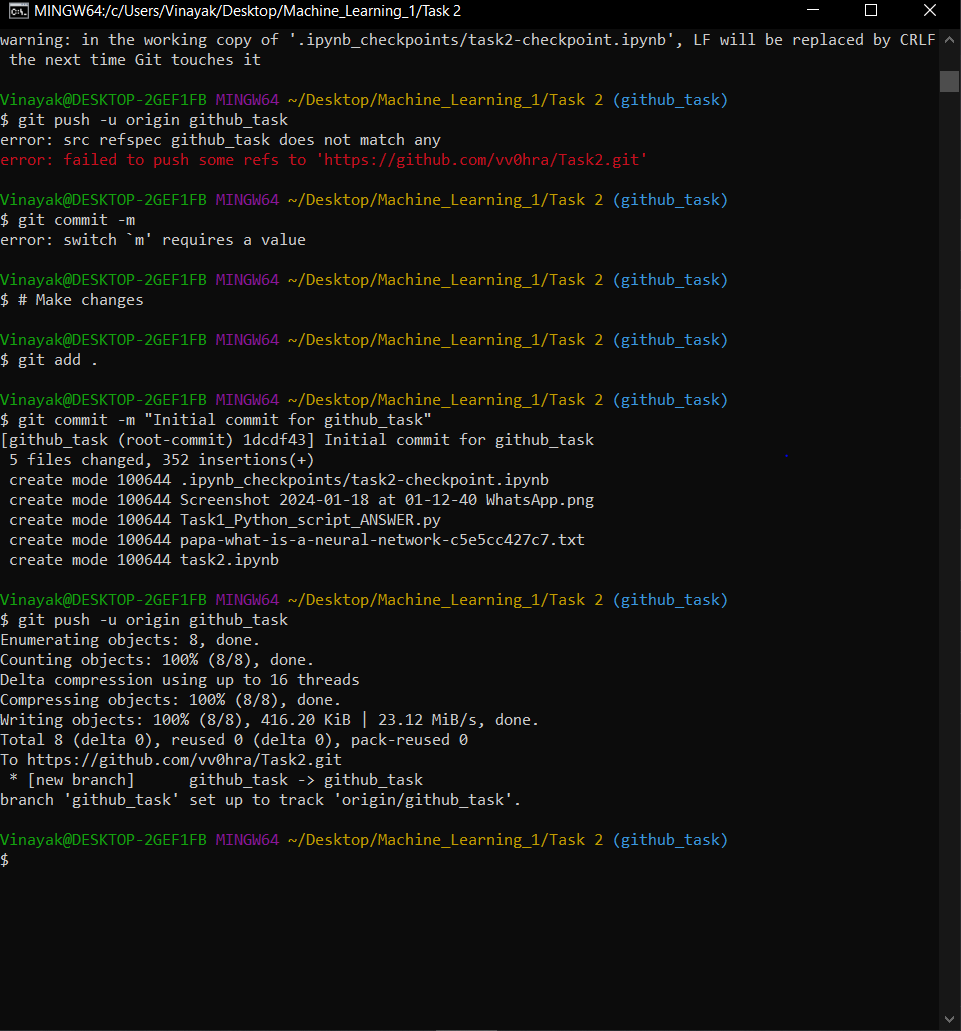 MINGW64:/c/Users/Vinayak/Desktop/Machine_Learning_1/Task 2
warning: in the working copy of '.ipynb_checkpoints/task2-checkpoint.ipynb', LF will be replaced by CRLF
 the next time Git touches it
Vinayak@DESKTOP-2GEF1FB MINGW64 ~/Desktop/Machine_Learning_1/Task 2 (github_task)
$ git push -u origin github_task
error: src refspec github_task does not match any
error: failed to push some refs to 'https://github.com/vv0hra/Task2.git'
Vinayak@DESKTOP-2GEF1FB MINGW64 ~/Desktop/Machine_Learning_1/Task 2 (github_task)
$ git commit -m
error: switch `m' requires a value
Vinayak@DESKTOP-2GEF1FB MINGW64 ~/Desktop/Machine_Learning_1/Task 2 (github_task)
$ # Make changes
Vinayak@DESKTOP-2GEF1FB MINGW64 ~/Desktop/Machine_Learning_1/Task 2 (github_task)
$ git add .
Vinayak@DESKTOP-2GEF1FB MINGW64 ~/Desktop/Machine_Learning_1/Task 2 (github_task)
$ git commit -m "Initial commit for github_task"
[github_task (root-commit) 1dcdf43] Initial commit for github_task
 5 files changed, 352 insertions(+)
 create mode 100644 .ipynb_checkpoints/task2-checkpoint.ipynb
 create mode 100644 Screenshot 2024-01-18 at 01-12-40 WhatsApp.png
 create mode 100644 Task1_Python_script_ANSWER.py
 create mode 100644 papa-what-is-a-neural-network-c5e5cc427c7.txt
 create mode 100644 task2.ipynb
Vinayak@DESKTOP-2GEF1FB MINGW64 ~/Desktop/Machine_Learning_1/Task 2 (github_task)
$ git push -u origin github_task
Enumerating objects: 8, done.
Counting objects: 100% (8/8), done.
Delta compression using up to 16 threads
Compressing objects: 100% (8/8), done.
Writing objects: 100% (8/8), 416.20 KiB | 23.12 MiB/s, done.
Total 8 (delta 0), reused 0 (delta 0), pack-reused 0
To https://github.com/vv0hra/Task2.git
 * [new branch]      github_task -> github_task
branch 'github_task' set up to track 'origin/github_task'.
Vinayak@DESKTOP-2GEF1FB MINGW64 ~/Desktop/Machine_Learning_1/Task 2 (github_task)
$